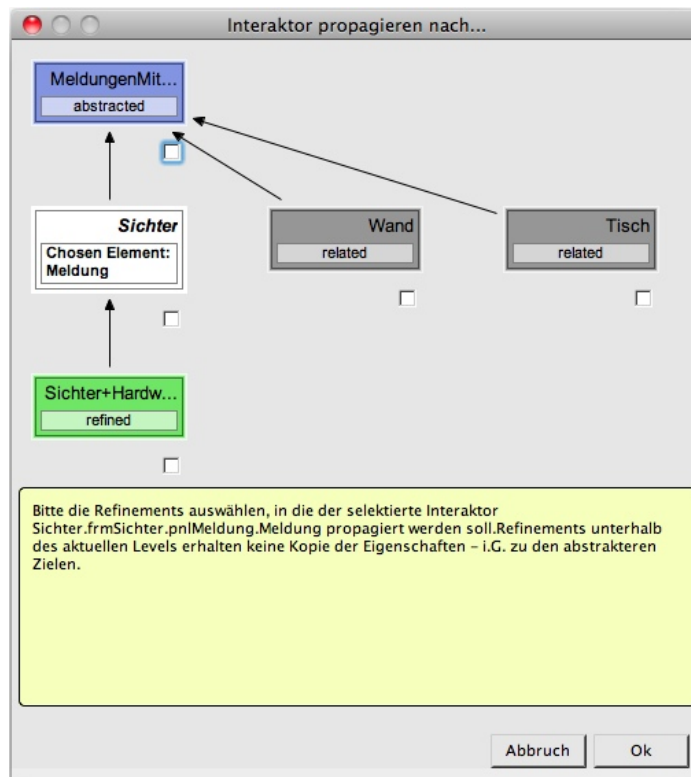 Interaktor propagieren nach...
MeldungenMit...
abstracted
Sichter
Chosen Element:
Meldung
Wand
related
Tisch
related
Sichter+Hardw...
refined
Bitte die Refinements auswählen, in die der selektierte Interaktor
Sichter.frmSichter.pnlMeldung.Meldung propagiert werden soll.Refinements unterhalb
des aktuellen Levels erhalten keine Kopie der Eigenschaften – i.G. zu den abstrakteren
Zielen.
Abbruch
Ok